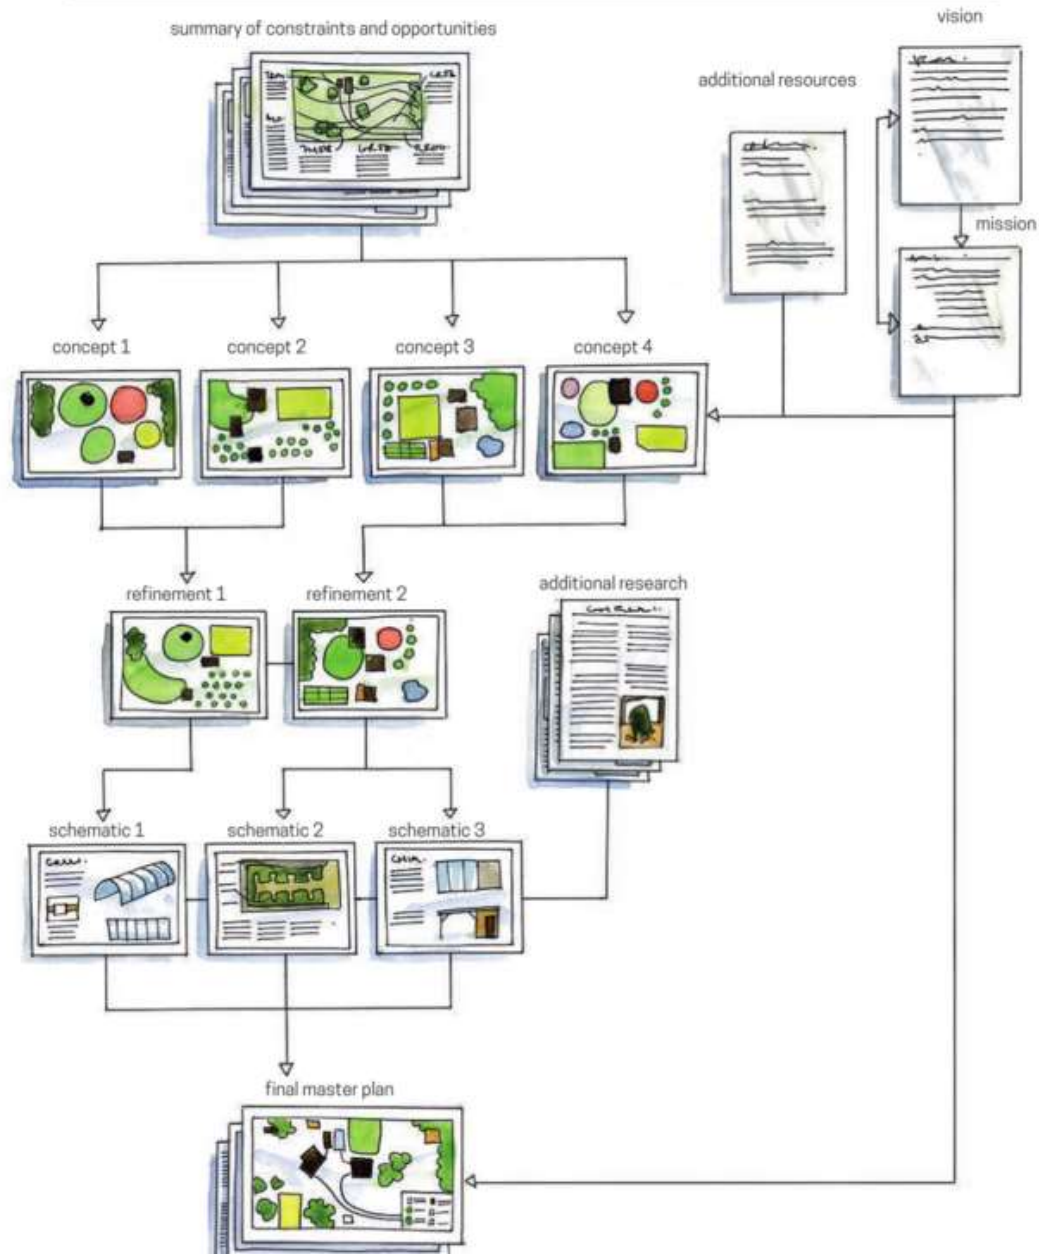 vision
summary of constraints and opportunities
additional resources
mission
concept 1
concept 2
concept 3
concept 4
refinement 1
refinement 2
additional research
schematic 1
schematic 2
schematic 3
final master plan